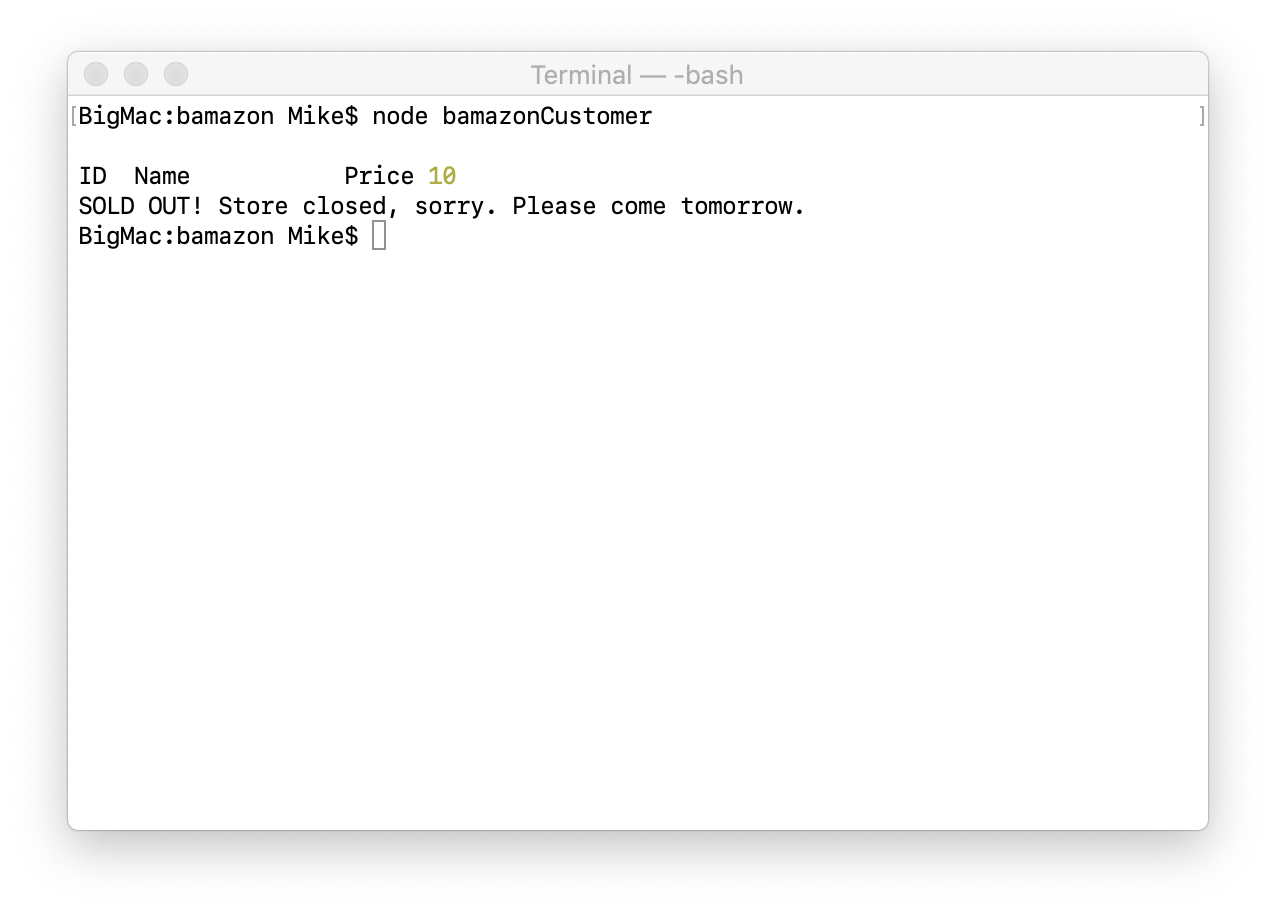 Terminal — -bash
[BigMac:bamazon Mike$ node bamazonCustomer ]
ID  Name           Price 10
SOLD OUT! Store closed, sorry. Please come tomorrow.
BigMac:bamazon Mike$